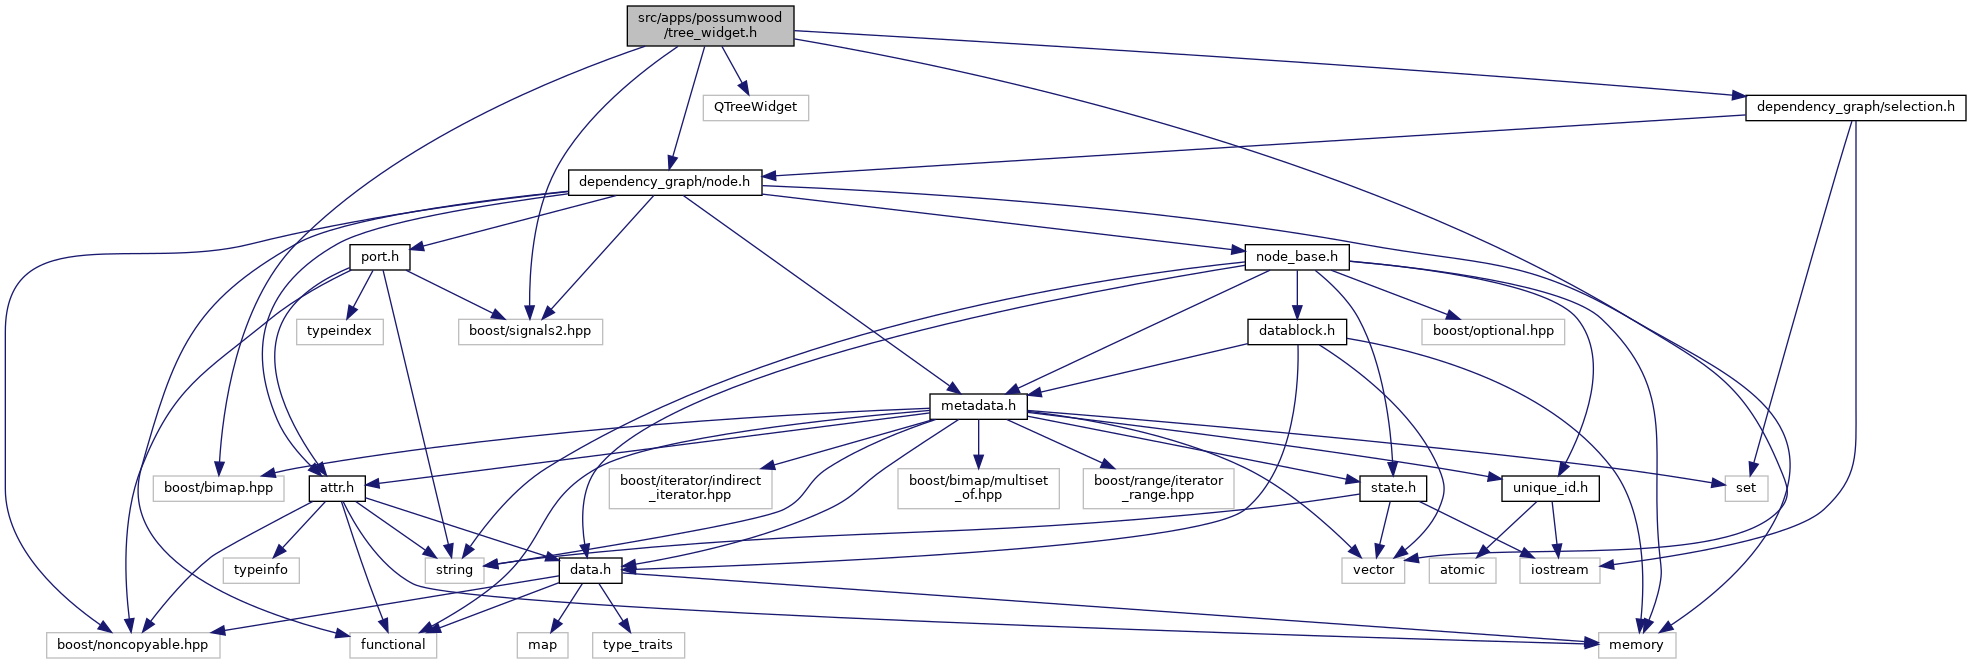 src/apps/possumwood
/tree_widget.h
QTreeWidget
dependency_graph/selection.h
dependency_graph/node.h
port.h
node_base.h
typeindex
boost/signals2.hpp
datablock.h
boost/optional.hpp
metadata.h
boost/bimap.hpp
attr.h
boost/iterator/indirect
_iterator.hpp
boost/bimap/multiset
_of.hpp
boost/range/iterator
_range.hpp
state.h
unique_id.h
set
typeinfo
string
data.h
vector
atomic
iostream
boost/noncopyable.hpp
functional
map
type_traits
memory